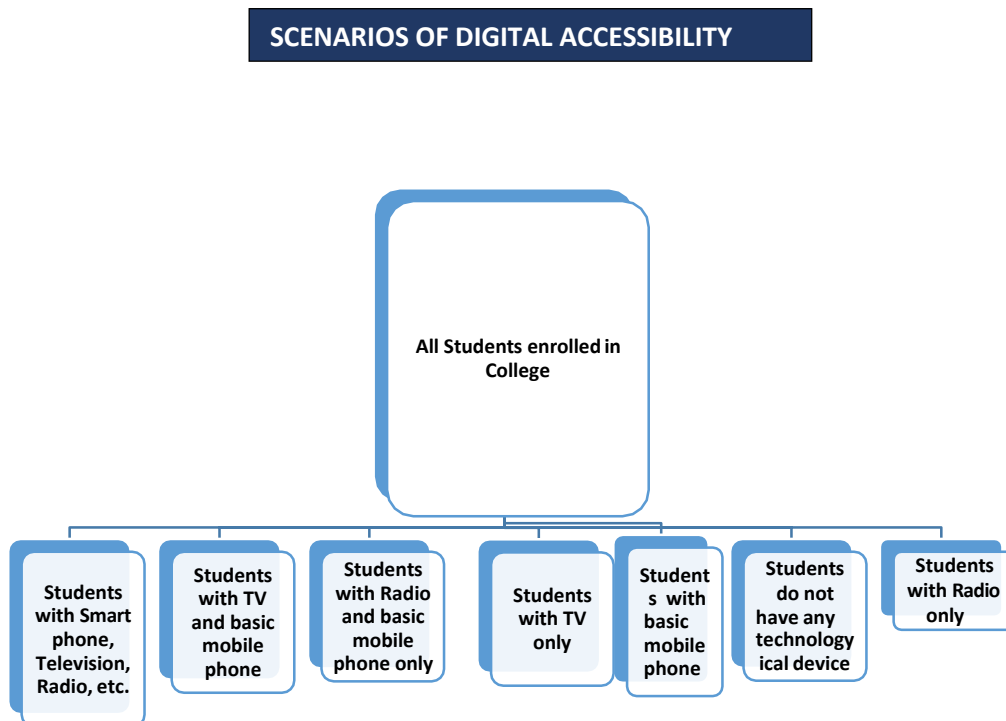 SCENARIOS OF DIGITAL ACCESSIBILITY
All Students enrolled in
College
Students
with Smart
phone,
Television,
Radio, etc.
Students
with TV
and basic
mobile
phone
Students
with Radio
and basic
mobile
phone only
Students
with TV
only
Student
s with
basic
mobile
phone
Students
do not
have any
technology
ical device
Students
with Radio
only